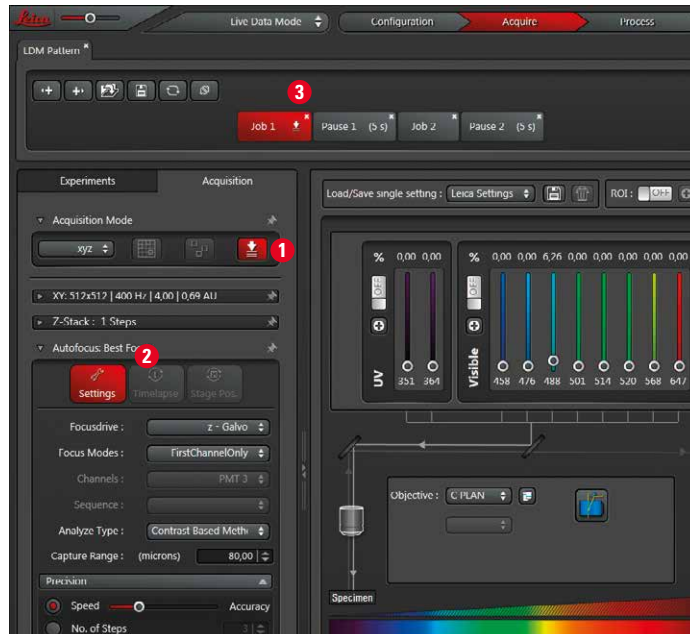 Leica
Live Data Mode
Configuration
Acquire
Process
LDM Pattern
3
Job 1
Pause 1 (5 s)
Job 2
Pause 2 (5 s)
Experiments
Acquisition
Load/Save single setting :
Leica Settings
ROI :
OFF
Acquisition Mode
xyz
1
% 0,00 0,00
% 0,00 0,00 6,26 0,00 0,00 0,00 0,00 0,00
OFF
OFF
XY: 512x512 | 400 Hz | 4,00 | 0,69 AU
Z-Stack : 1 Steps
Autofocus: Best Fo
2
UV
351 364
Visible
458 476 488 501 514 520 568 647
Settings
Timelapse
Stage Pos.
Focusdrive :
z - Galvo
Focus Modes :
FirstChannelOnly
Channels :
PMT 3
Sequence :
Analyze Type :
Contrast Based Meth
Capture Range : (microns)
80,00
Objective :
C PLAN
Precision
Speed
Accuracy
No. of Steps
3
Specimen